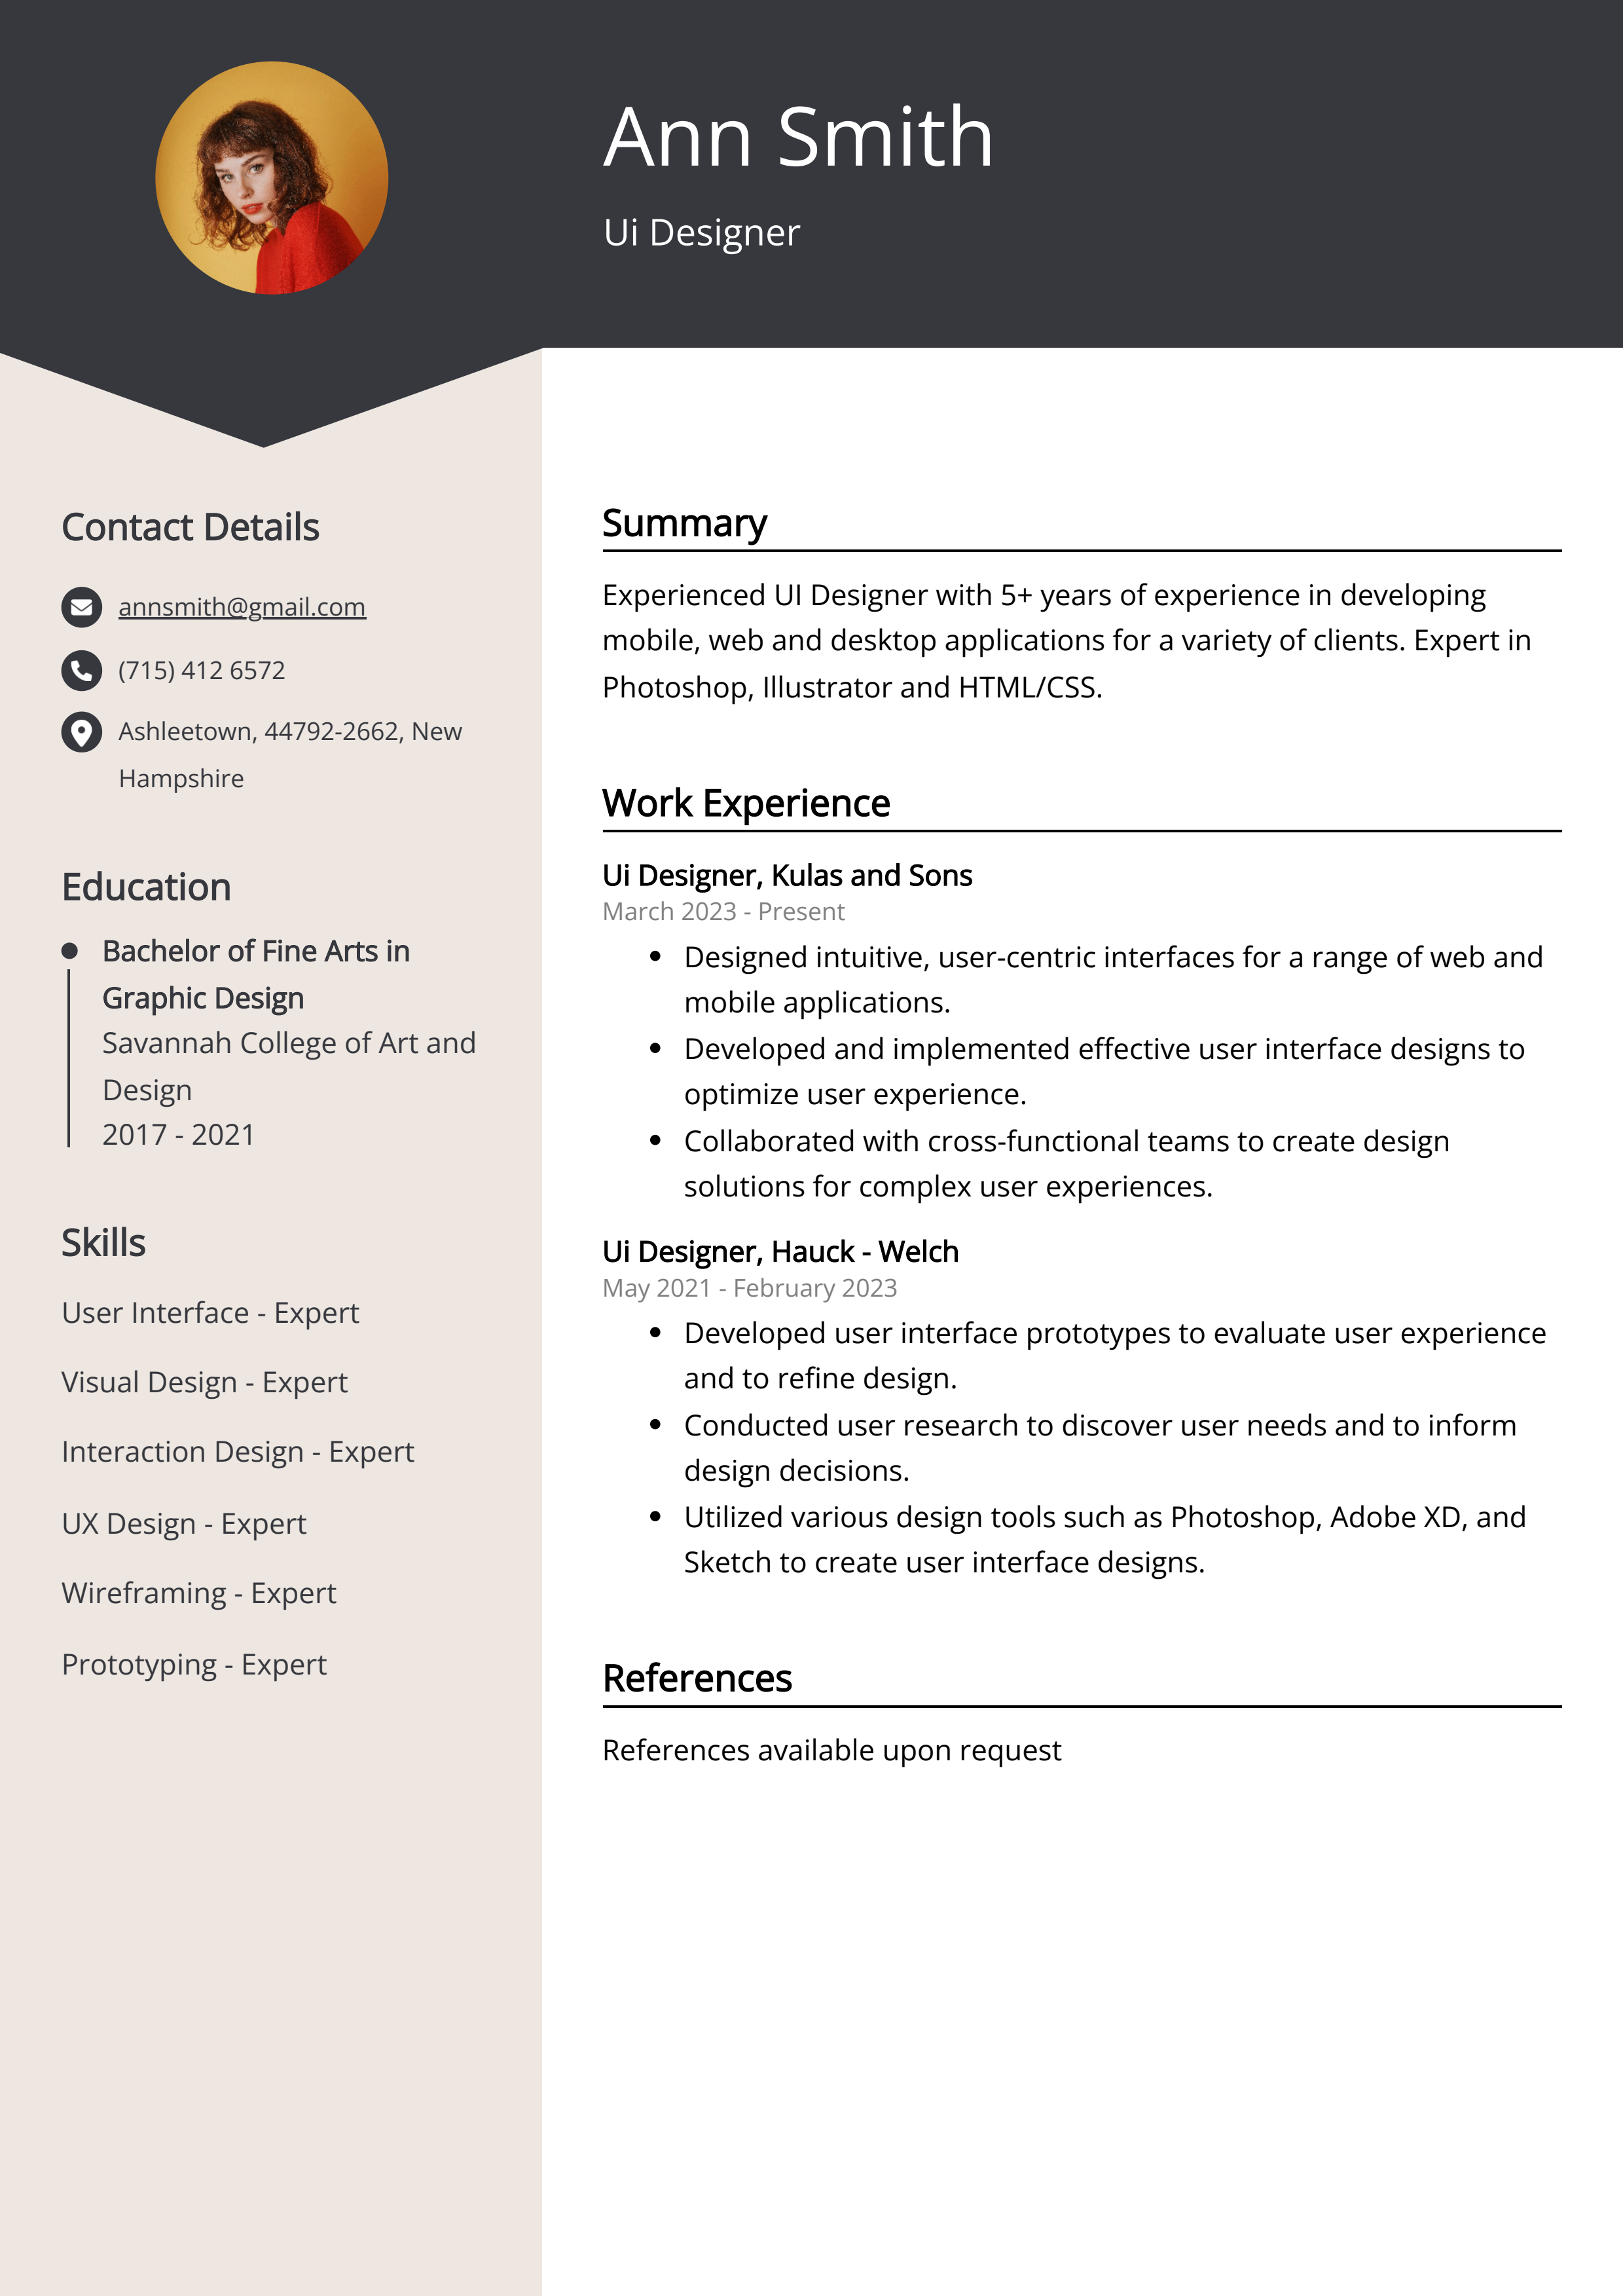 Ann Smith
Ui Designer
Contact Details
annsmith@gmail.com
(715) 412 6572
Ashleetown, 44792-2662, New
Hampshire
Education
Bachelor of Fine Arts in
Graphic Design
Savannah College of Art and
Design
2017 - 2021
Skills
User Interface - Expert
Visual Design - Expert
Interaction Design - Expert
UX Design - Expert
Wireframing - Expert
Prototyping - Expert
Summary
Experienced UI Designer with 5+ years of experience in developing
mobile, web and desktop applications for a variety of clients. Expert in
Photoshop, Illustrator and HTML/CSS.
Work Experience
Ui Designer, Kulas and Sons
March 2023 - Present
• Designed intuitive, user-centric interfaces for a range of web and
mobile applications.
• Developed and implemented effective user interface designs to
optimize user experience.
• Collaborated with cross-functional teams to create design
solutions for complex user experiences.
Ui Designer, Hauck - Welch
May 2021 - February 2023
• Developed user interface prototypes to evaluate user experience
and to refine design.
• Conducted user research to discover user needs and to inform
design decisions.
• Utilized various design tools such as Photoshop, Adobe XD, and
Sketch to create user interface designs.
References
References available upon request